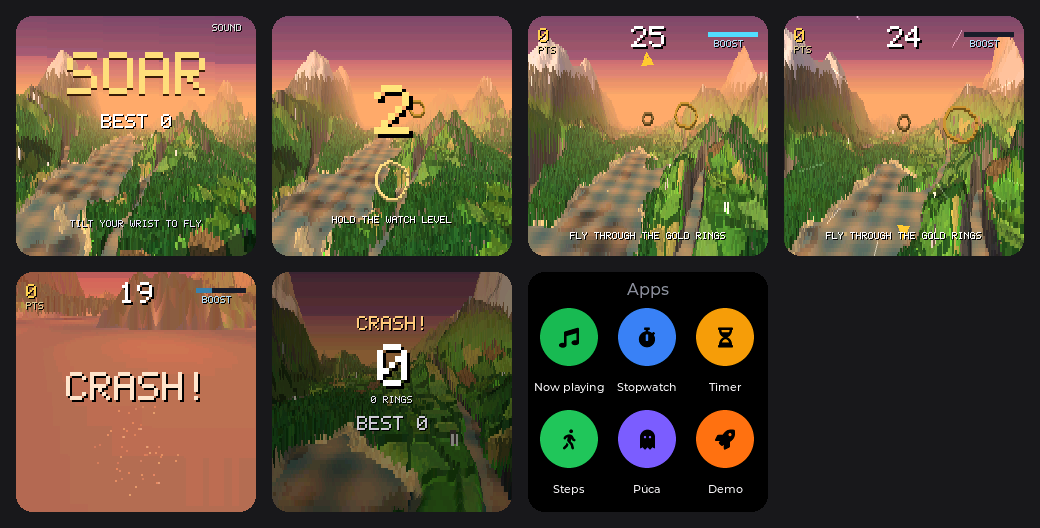 SOUND
SOAR
BEST 0
TILT YOUR WRIST TO FLY
2
HOLD THE WATCH LEVEL
0
PTS
25
BOOST
FLY THROUGH THE GOLD RINGS
0
PTS
24
BOOST
FLY THROUGH THE GOLD RINGS
0
PTS
19
BOOST
CRASH!
CRASH!
0
0 RINGS
BEST 0
Apps
Now playing
Stopwatch
Timer
Steps
Púca
Demo